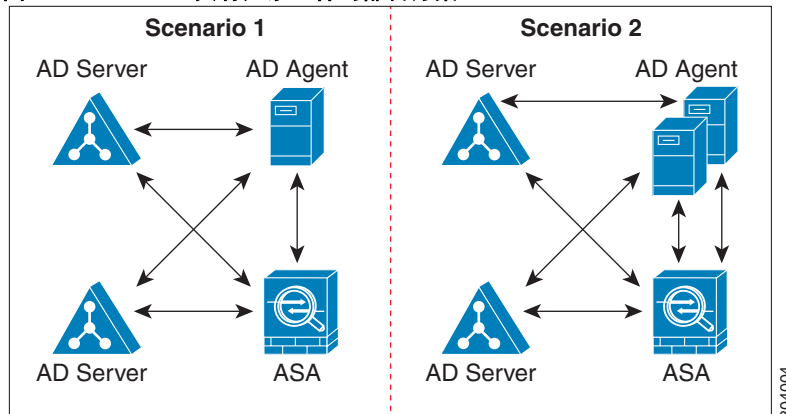 Scenario 1
Scenario 2
AD Server
AD Agent
AD Server
AD Agent
AD Server
ASA
AD Server
ASA